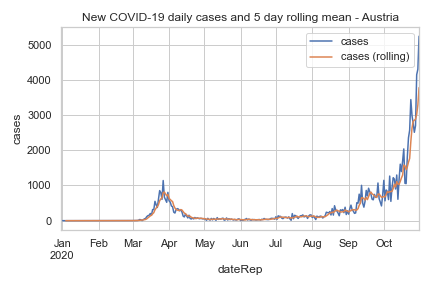 New COVID-19 daily cases and 5 day rolling mean - Austria
cases
cases (rolling)
5000
4000
3000
2000
1000
0
cases
Jan Feb Mar Apr May Jun Jul Aug Sep Oct
2020
dateRep